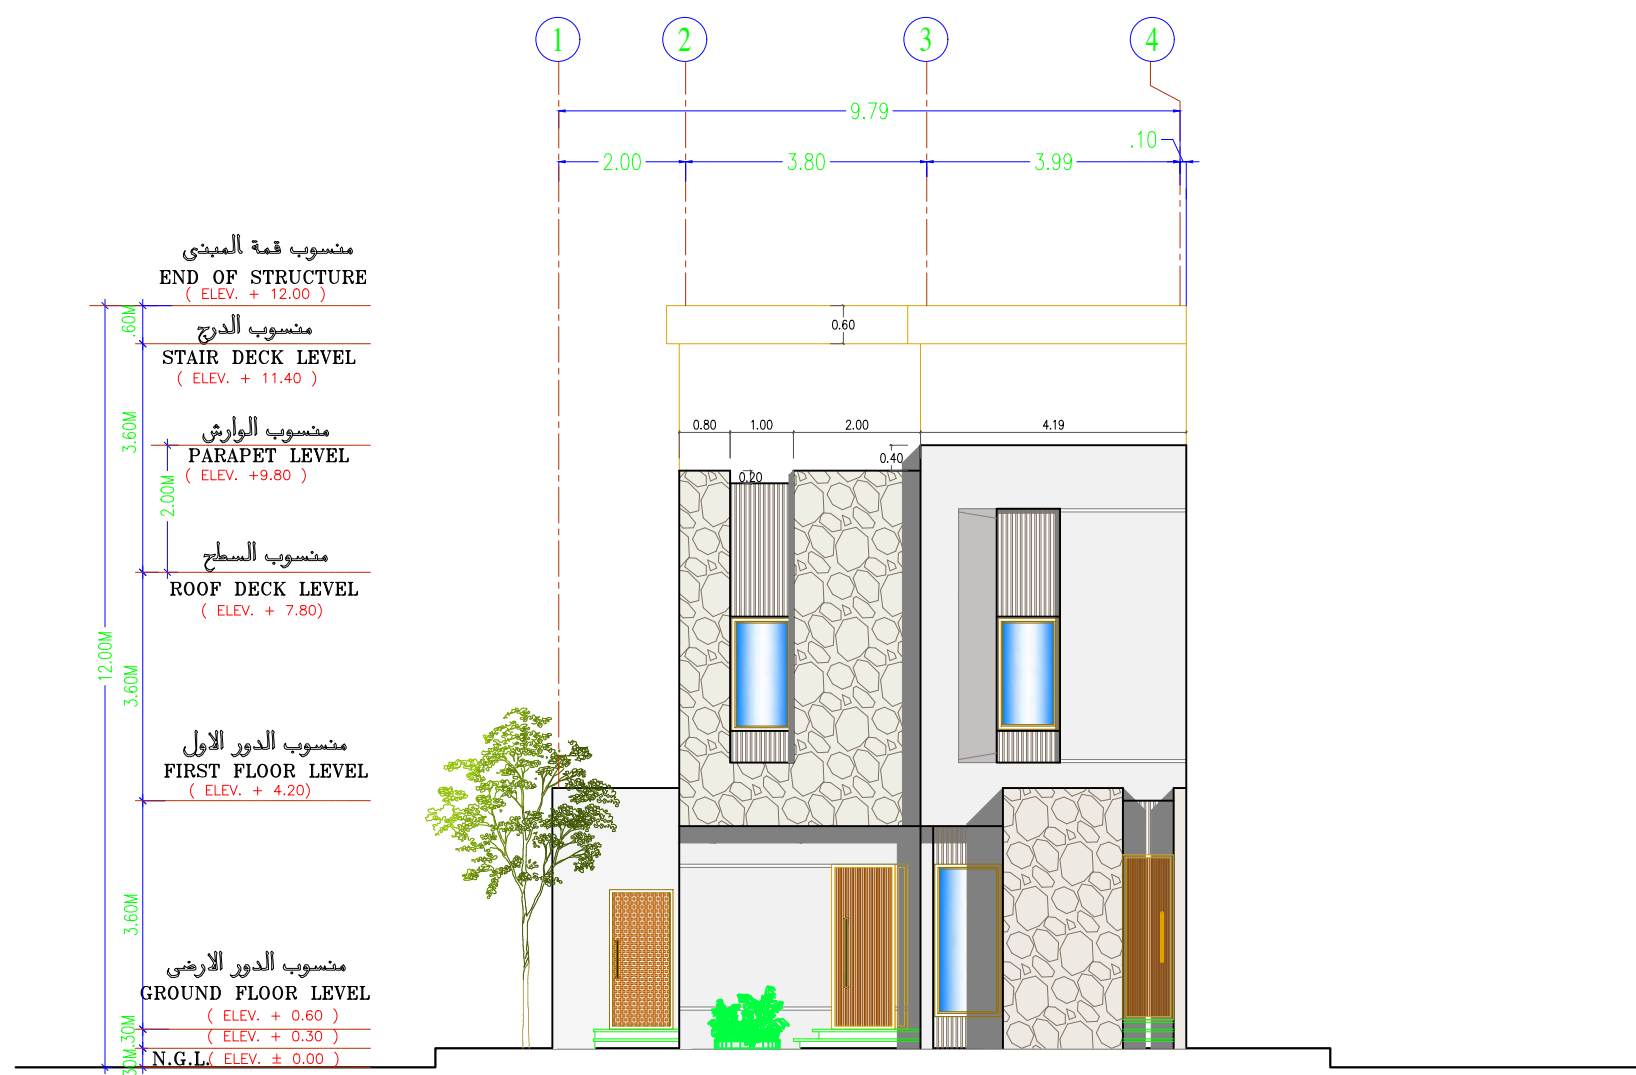 1 2 3 4
9.79
.10
2.00 3.80 3.99
منسوب قمة المبنى
END OF STRUCTURE
( ELEV. + 12.00 )
.60M
0.60
منسوب الدرج
STAIR DECK LEVEL
( ELEV. + 11.40 )
3.60M
منسوب الوارش
0.80 1.00 2.00 4.19
PARAPET LEVEL
0.40
( ELEV. +9.80 )
0.20
2.00M
منسوب السطح
ROOF DECK LEVEL
( ELEV. + 7.80)
12.00M
3.60M
منسوب الدور الاول
FIRST FLOOR LEVEL
( ELEV. + 4.20)
3.60M
منسوب الدور الارضى
GROUND FLOOR LEVEL
( ELEV. + 0.60 )
.30M
( ELEV. + 0.30 )
N.G.L.
( ELEV. ± 0.00 )